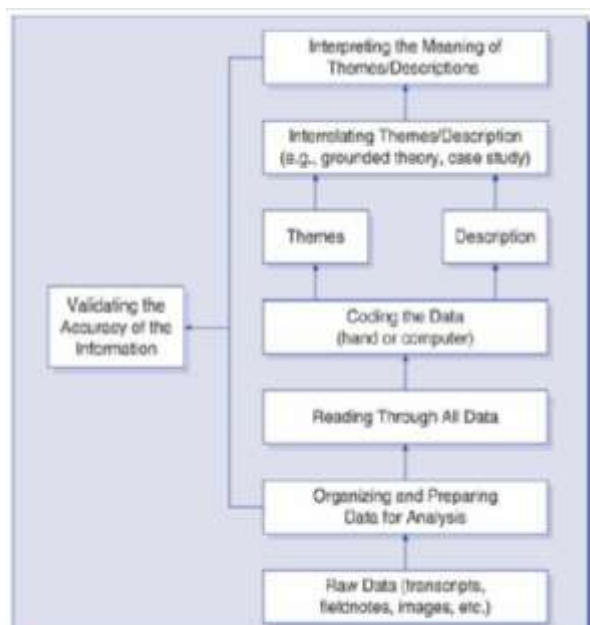 Interpreting the Meaning of
Themes/Descriptions
Interrelating Themes/Description
(e.g., grounded theory, case study)
Themes
Description
Validating the
Accuracy of the
Information
Coding the Data
(hand or computer)
Reading Through All Data
Organizing and Preparing
Data for Analysis
Raw Data (transcripts,
fieldnotes, images, etc.)